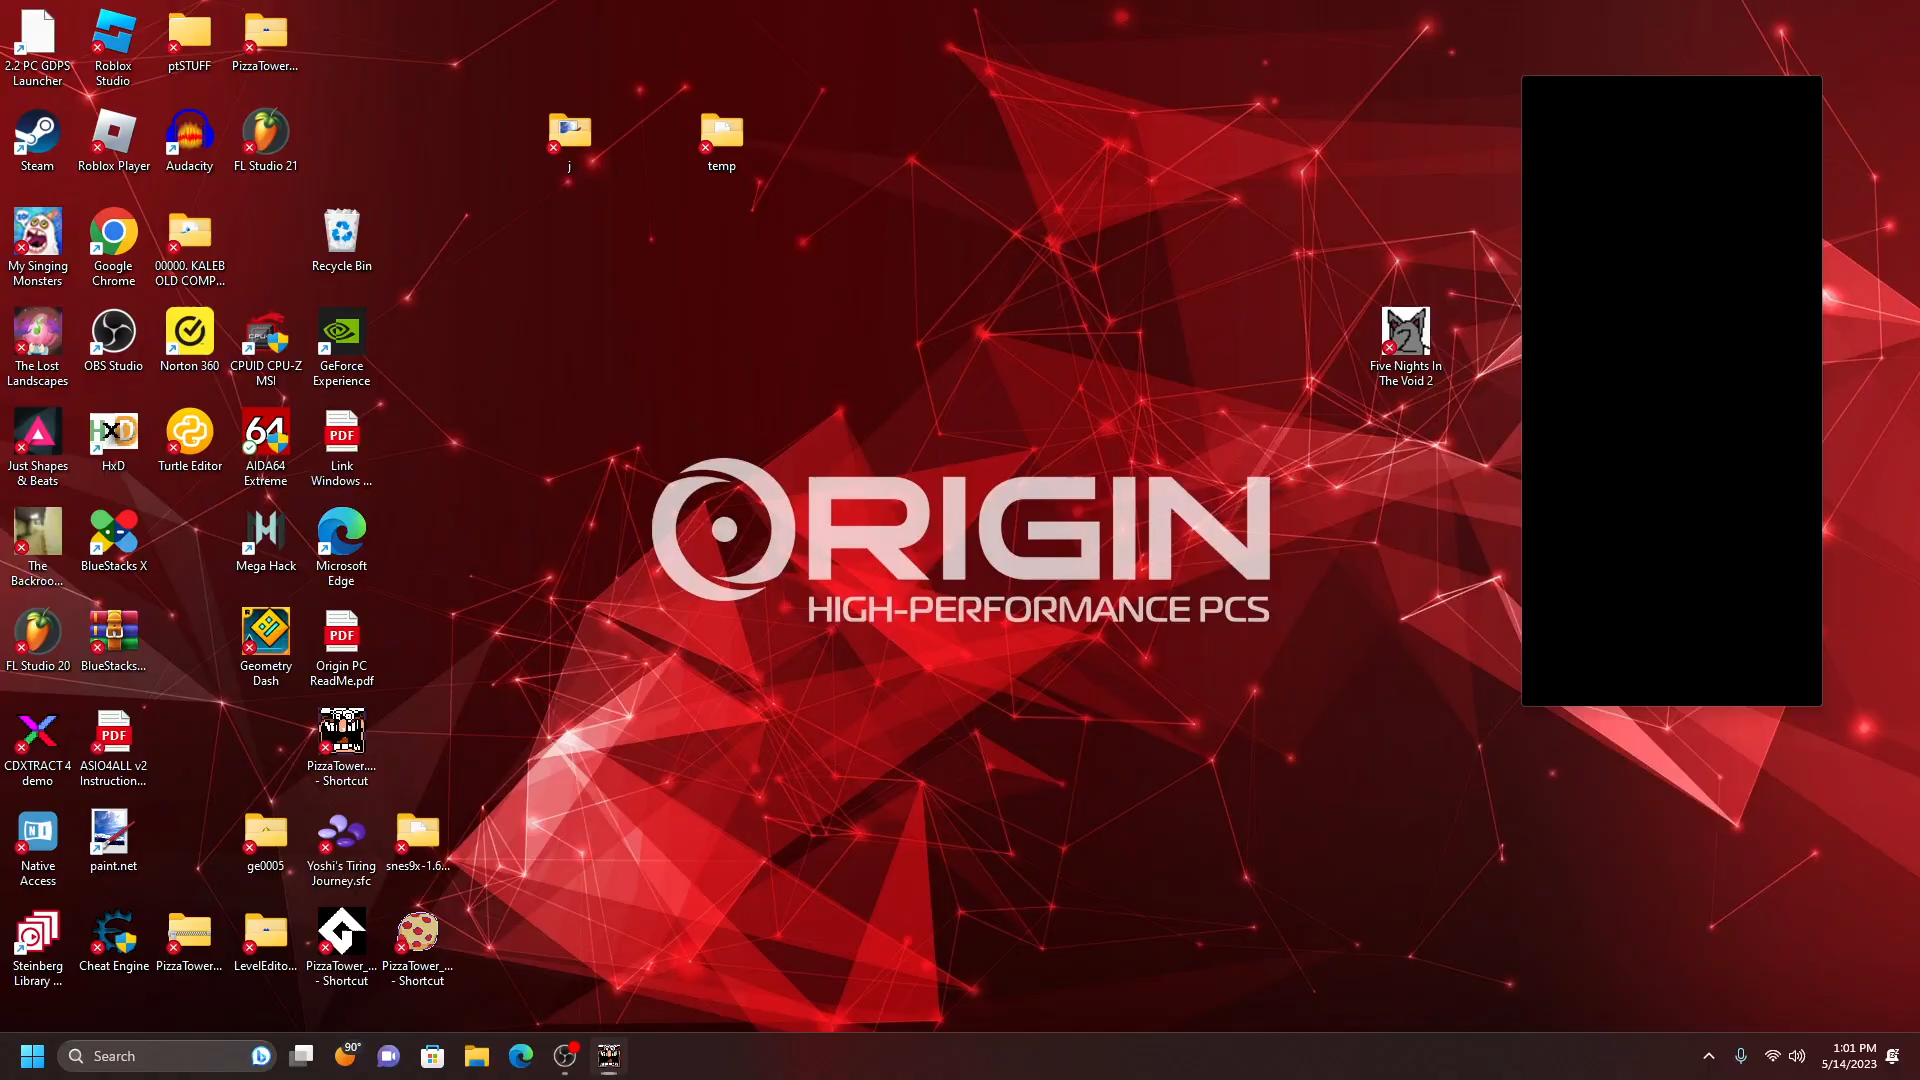 2.2 PC GDPS
Launcher
Roblox
Studio
ptSTUFF
PizzaTower...
Steam
Roblox Player
Audacity
FL Studio 21
j
temp
My Singing
Monsters
Google
Chrome
00000. KALEB
OLD COMP...
Recycle Bin
The Lost
Landscapes
OBS Studio
Norton 360
CPUID CPU-Z
MSI
GeForce
Experience
Five Nights In
The Void 2
Just Shapes
& Beats
HxD
HxD
Turtle Editor
64
AIDA64
Extreme
PDF
Link
Windows ...
The
Backroo...
BlueStacks X
Mega Hack
Microsoft
Edge
ORIGIN
HIGH-PERFORMANCE PCS
FL Studio 20
BlueStacks...
Geometry
Dash
PDF
Origin PC
ReadMe.pdf
CDXTRACT 4
demo
PDF
ASIO4ALL v2
Instruction...
PizzaTower....
- Shortcut
Native
Access
paint.net
ge0005
Yoshi's Tiring
Journey.sfc
snes9x-1.6...
Steinberg
Library ...
Cheat Engine
PizzaTower...
LevelEdito...
PizzaTower_...
- Shortcut
PizzaTower_...
- Shortcut
Search
90°
1:01 PM
5/14/2023